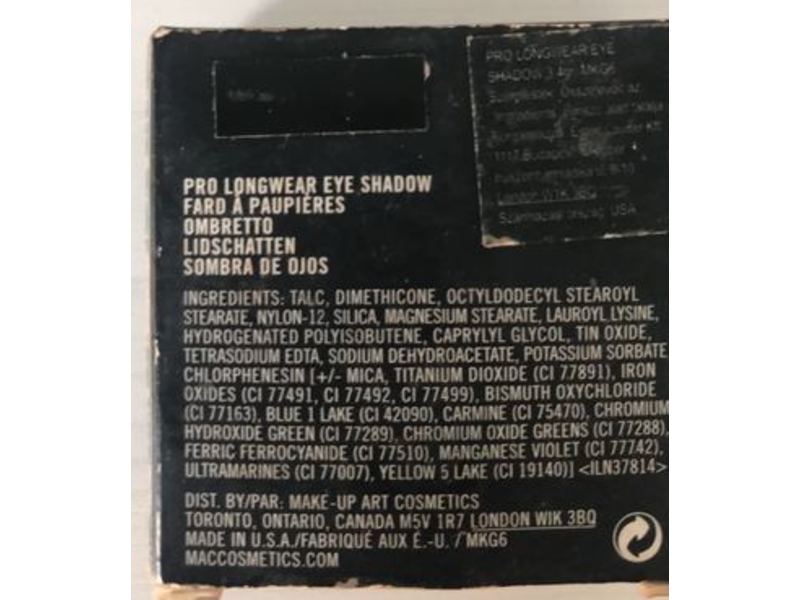 PRO LONGWEAR EYE
SHADOW 3.8g MKG6
London W1K 3BQ
USA
PRO LONGWEAR EYE SHADOW
FARD À PAUPIÈRES
OMBRETTO
LIDSCHATTEN
SOMBRA DE OJOS
INGREDIENTS: TALC, DIMETHICONE, OCTYLDODECYL STEAROYL
STEARATE, NYLON-12, SILICA, MAGNESIUM STEARATE, LAUROYL LYSINE,
HYDROGENATED POLYISOBUTENE, CAPRYLYL GLYCOL, TIN OXIDE,
TETRASODIUM EDTA, SODIUM DEHYDROACETATE, POTASSIUM SORBATE,
CHLORPHENESIN [+/- MICA, TITANIUM DIOXIDE (CI 77891), IRON
OXIDES (CI 77491, CI 77492, CI 77499), BISMUTH OXYCHLORIDE
(CI 77163), BLUE 1 LAKE (CI 42090), CARMINE (CI 75470), CHROMIUM
HYDROXIDE GREEN (CI 77289), CHROMIUM OXIDE GREENS (CI 77288),
FERRIC FERROCYANIDE (CI 77510), MANGANESE VIOLET (CI 77742),
ULTRAMARINES (CI 77007), YELLOW 5 LAKE (CI 19140)] <ILN37814>
DIST. BY/PAR: MAKE-UP ART COSMETICS
TORONTO, ONTARIO, CANADA M5V 1R7 LONDON W1K 3BQ
MADE IN U.S.A./FABRIQUÉ AUX É.-U. / MKG6
MACCOSMETICS.COM